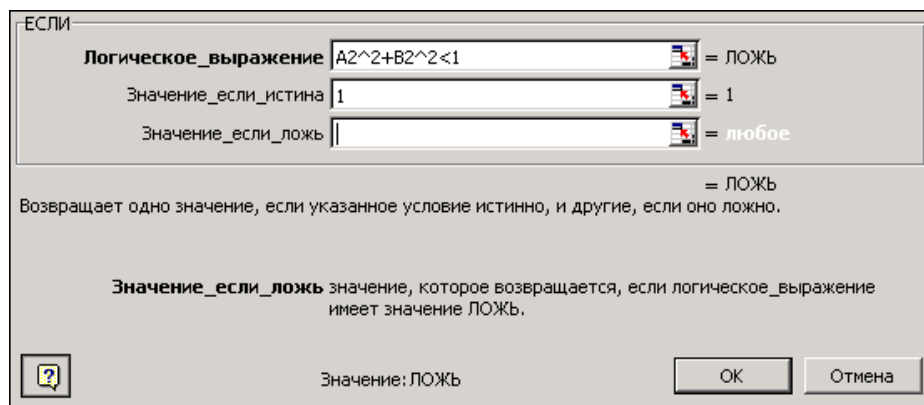 ЕСЛИ
Логическое_выражение A2^2+B2^2<1 = ЛОЖЬ
Значение_если_истина 1 = 1
Значение_если_ложь = любое
= ЛОЖЬ
Возвращает одно значение, если указанное условие истинно, и другие, если оно ложно.
Значение_если_ложь значение, которое возвращается, если логическое_выражение
имеет значение ЛОЖЬ.
? Значение:ЛОЖЬ OK Отмена